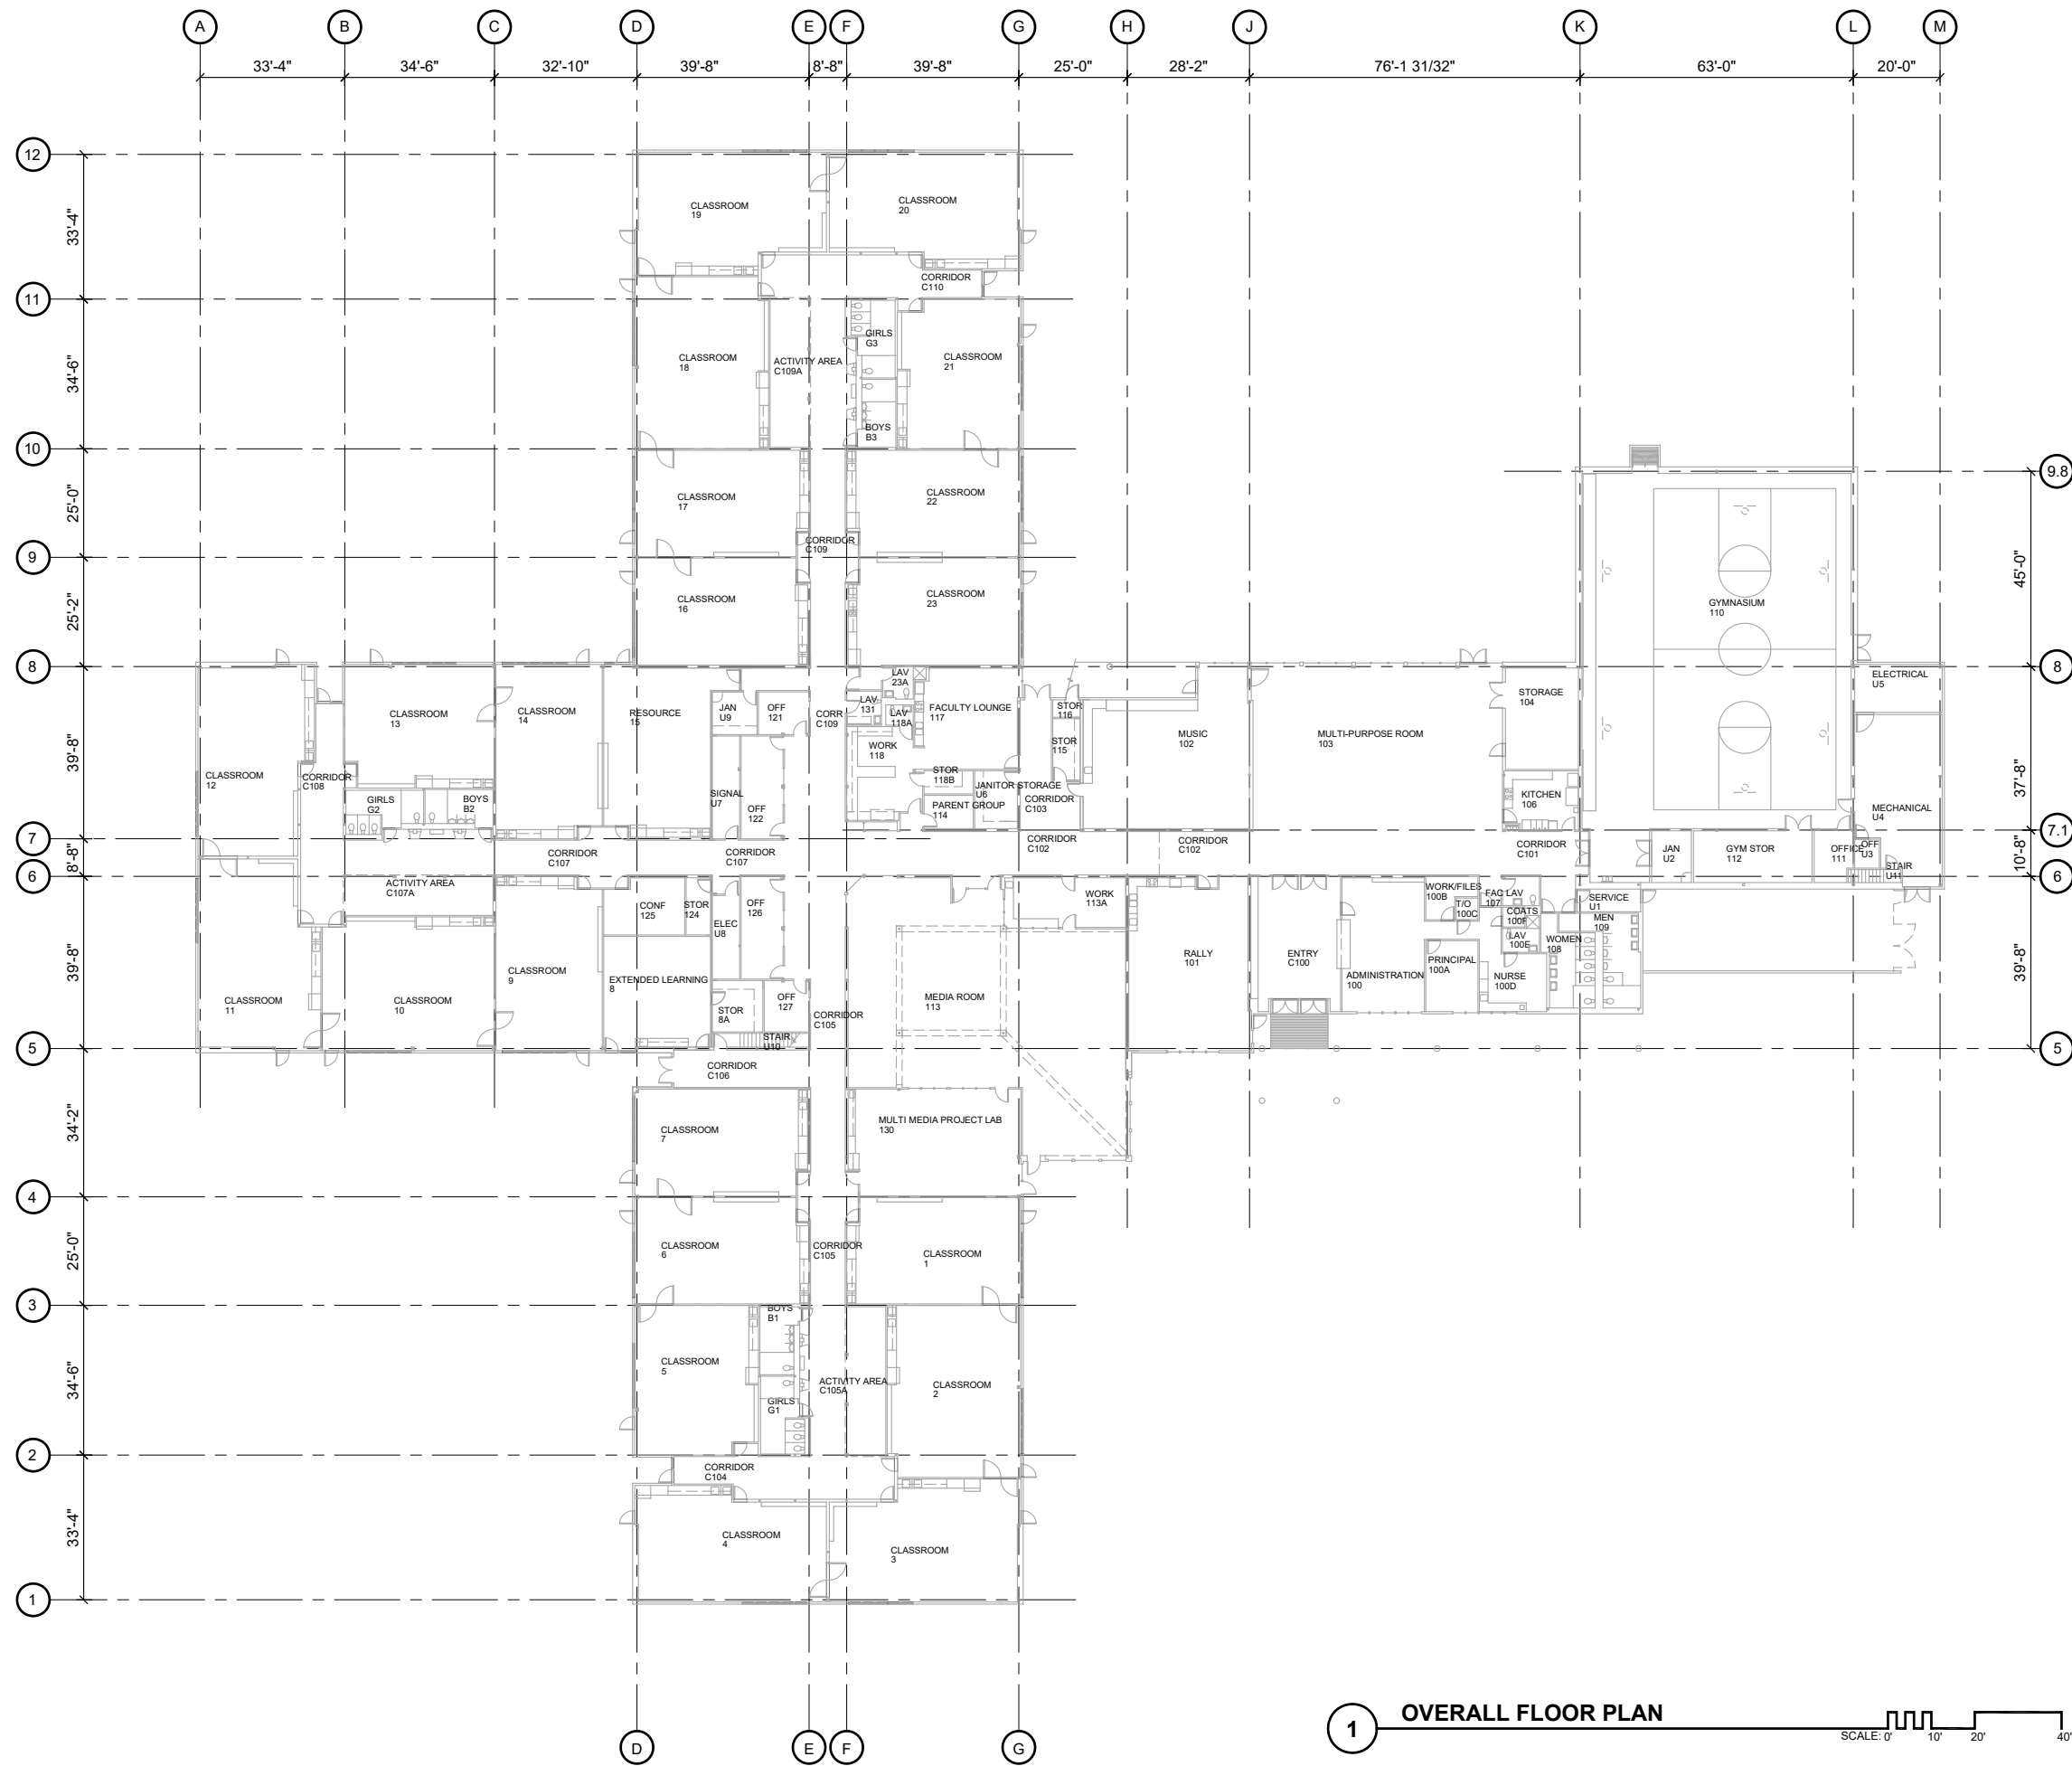 A B C D E F G H J K L M
33'-4" 34'-6" 32'-10" 39'-8" 8'-8" 39'-8" 25'-0" 28'-2" 76'-1 31/32" 63'-0" 20'-0"
12
33'-4"
CLASSROOM
19
CLASSROOM
20
CORRIDOR
C110
11
34'-6"
GIRLS
G3
CLASSROOM
18
ACTIVITY AREA
C109A
CLASSROOM
21
BOYS
B3
10
9.8
25'-0"
CLASSROOM
17
CLASSROOM
22
CORRIDOR
C109
9
45'-0"
25'-2"
CLASSROOM
16
CLASSROOM
23
GYMNASIUM
110
8
8
39'-8"
CLASSROOM
12
CORRIDOR
C108
CLASSROOM
13
GIRLS
G2
BOYS
B2
CLASSROOM
14
RESOURCE
15
JAN
U9
OFF
121
SIGNAL
U7
OFF
122
CORR
C109
LAV
23A
LAV
131
LAV
118A
FACULTY LOUNGE
117
WORK
118
STOR
118B
JANITOR STORAGE
U6
PARENT GROUP
114
STOR
116
STOR
115
CORRIDOR
C103
MUSIC
102
MULTI-PURPOSE ROOM
103
STORAGE
104
KITCHEN
106
ELECTRICAL
U5
MECHANICAL
U4
37'-8"
7
7.1
8'-8"
CORRIDOR
C107
CORRIDOR
C107
CORRIDOR
C102
CORRIDOR
C102
CORRIDOR
C101
JAN
U2
GYM STOR
112
OFFICE
111
OFF
U3
STAIR
U11
10'-8"
6
6
39'-8"
ACTIVITY AREA
C107A
CLASSROOM
11
CLASSROOM
10
CLASSROOM
9
CONF
125
STOR
124
ELEC
U8
OFF
126
EXTENDED LEARNING
8
STOR
8A
OFF
127
STAIR
U10
CORRIDOR
C105
MEDIA ROOM
113
WORK
113A
RALLY
101
ENTRY
C100
ADMINISTRATION
100
WORK/FILES
100B
T/O
100C
FAC LAV
107
COATS
100F
LAV
100E
PRINCIPAL
100A
NURSE
100D
WOMEN
108
SERVICE
U1
MEN
109
39'-8"
5
5
34'-2"
CORRIDOR
C106
CLASSROOM
7
MULTI MEDIA PROJECT LAB
130
4
25'-0"
CLASSROOM
6
CORRIDOR
C105
CLASSROOM
1
3
34'-6"
BOYS
B1
CLASSROOM
5
GIRLS
G1
ACTIVITY AREA
C105A
CLASSROOM
2
2
33'-4"
CORRIDOR
C104
CLASSROOM
4
CLASSROOM
3
1
D E F G
1 OVERALL FLOOR PLAN
SCALE: 0' 10' 20' 40'